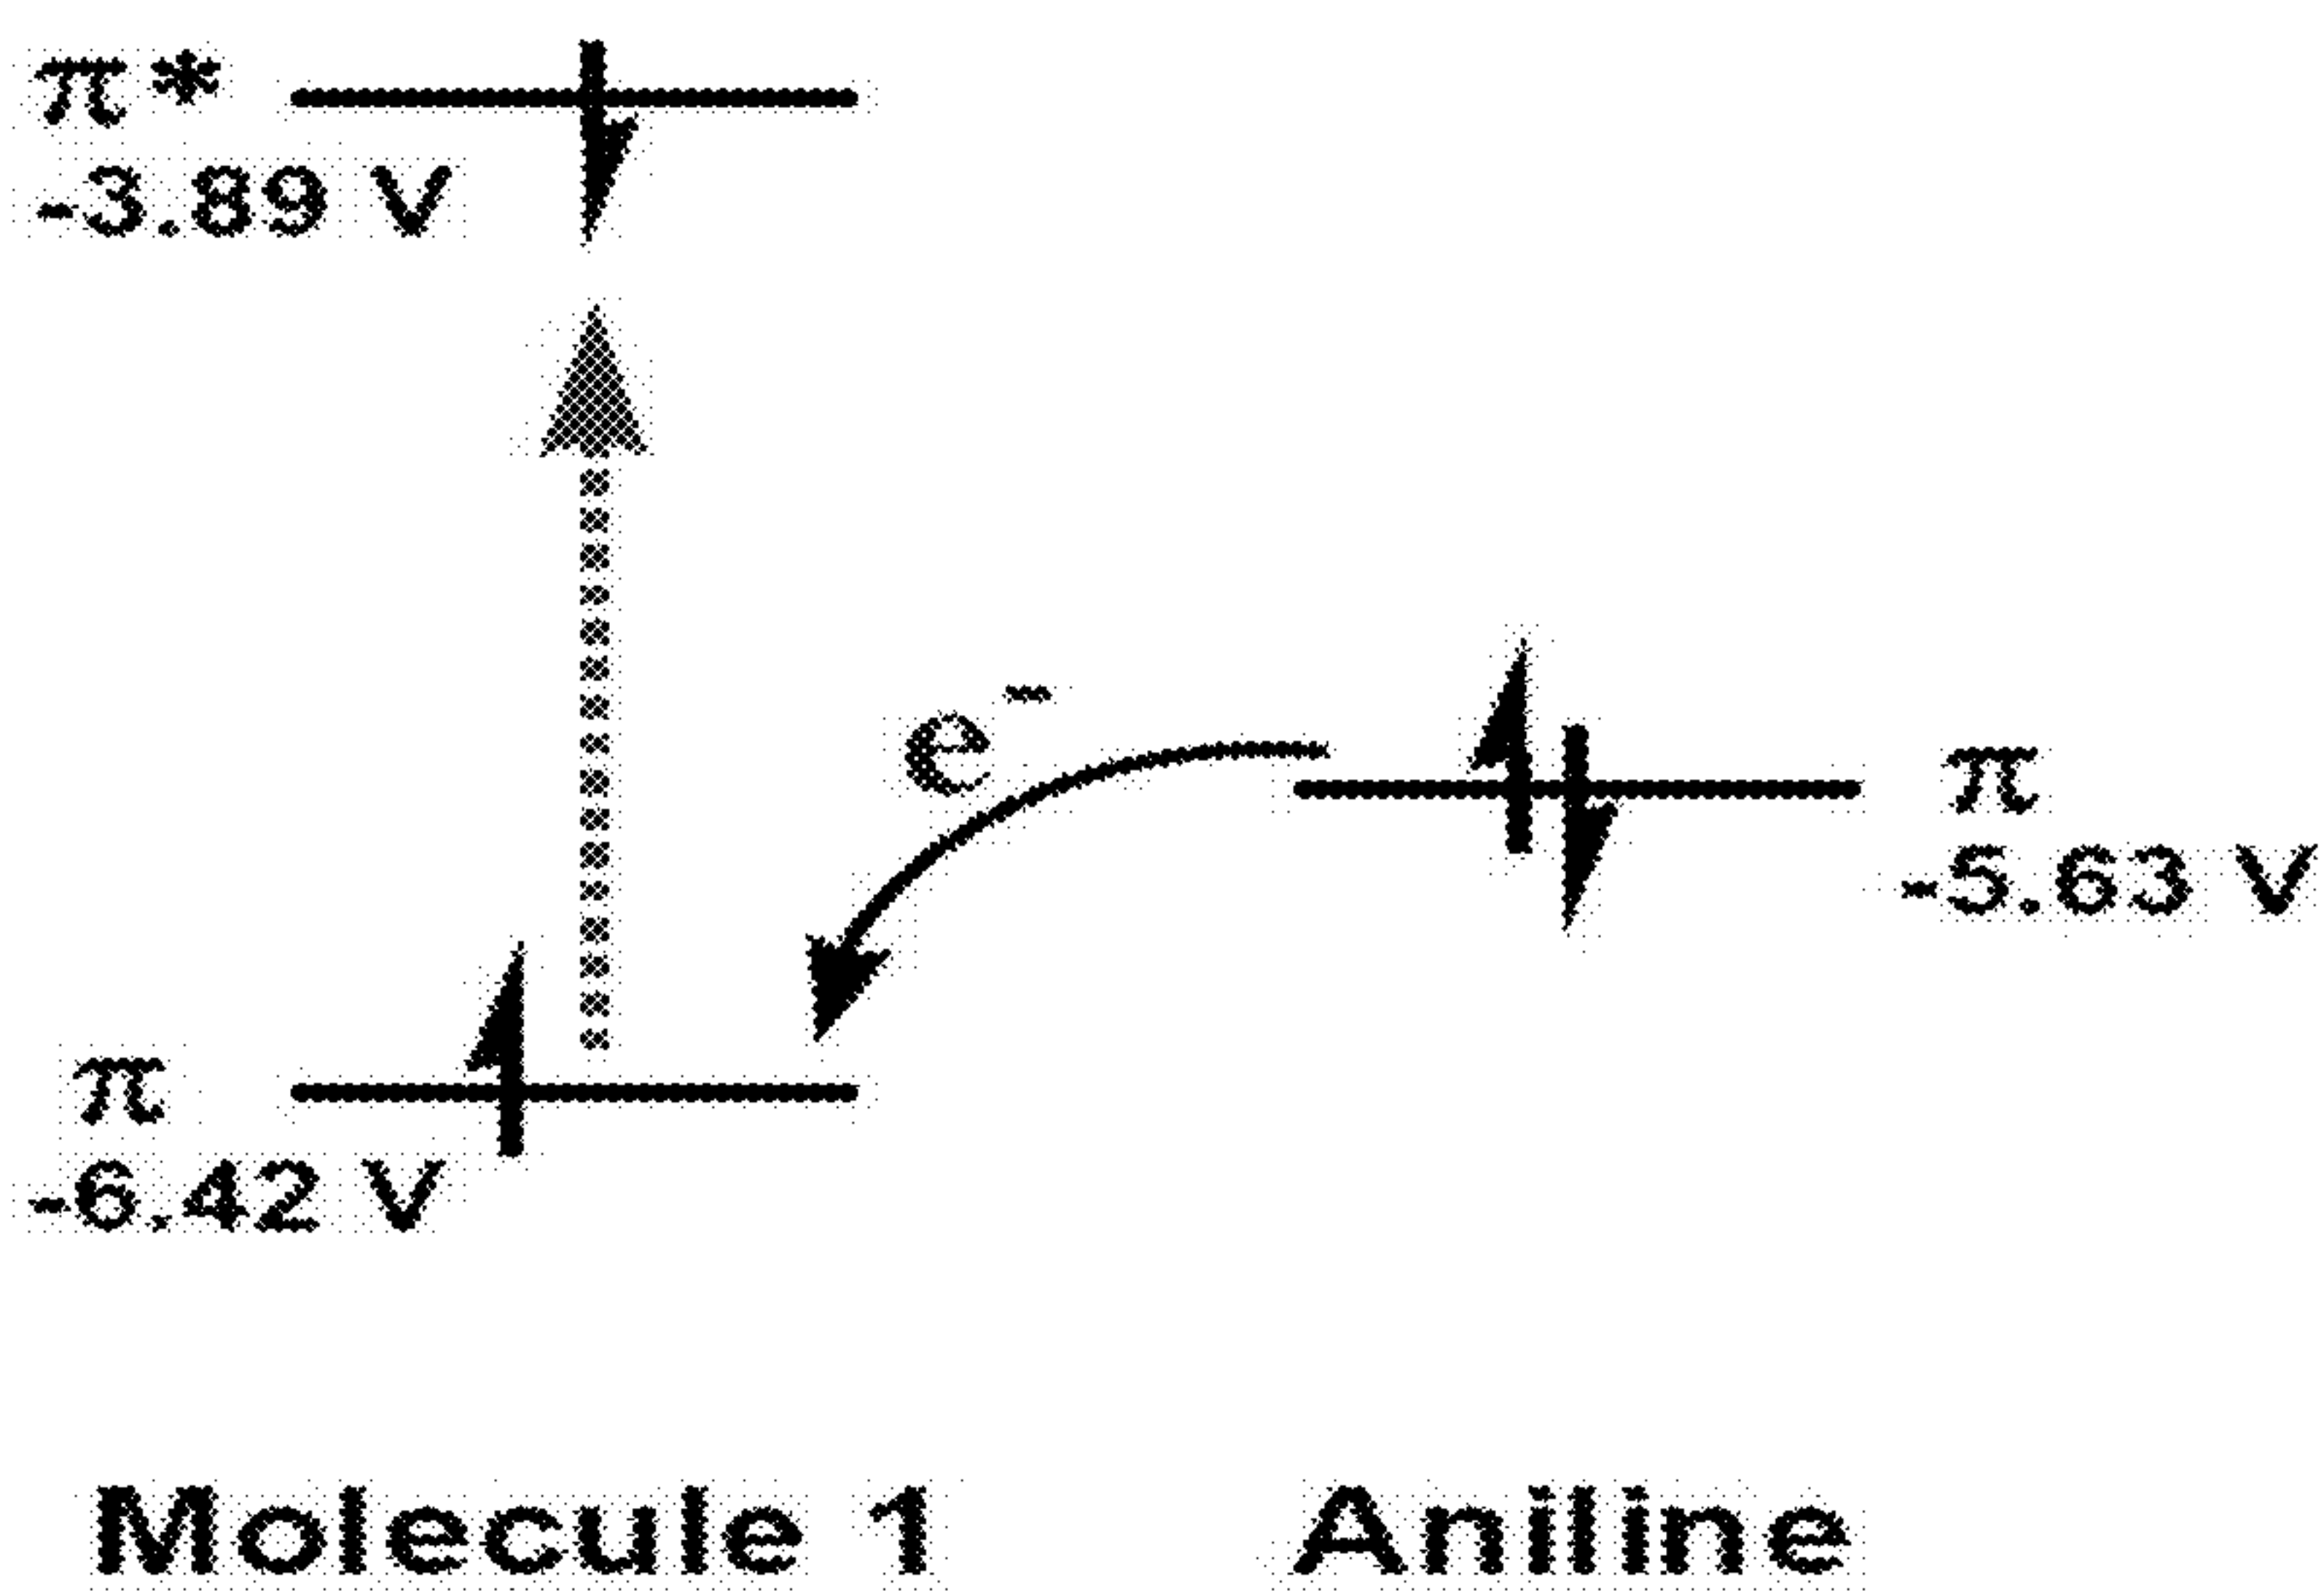 π*
-3.89 V
e⁻
π
-5.63 V
π
-6.42 V
Molecule 1
Aniline